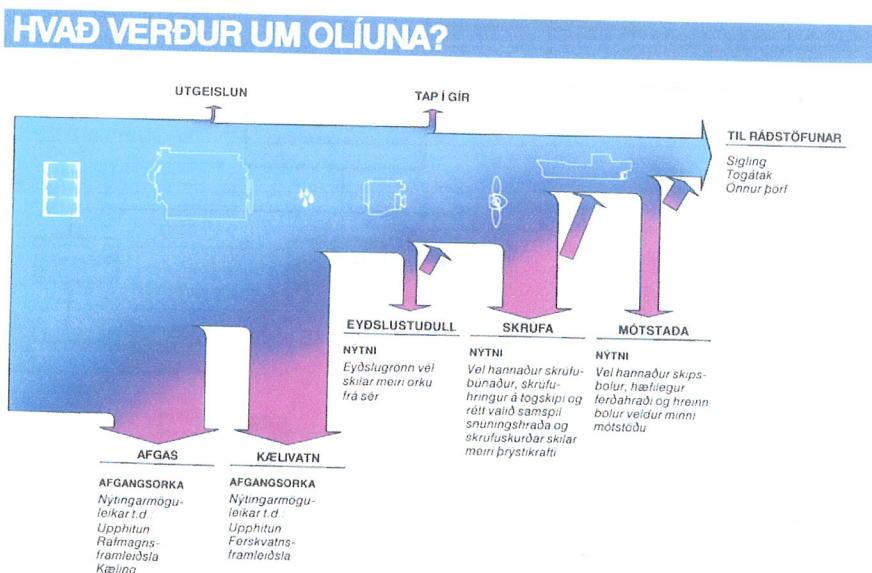 HVAÐ VERÐUR UM OLÍUNA?
ÚTGEISLUN
TAP Í GÍR
TIL RÁÐSTÖFUNAR
Sigling
Togátak
Önnur þörf
EYÐSLUSTUÐULL
NÝTNI
Eyðslugrönn vél
skilar meiri orku
frá sér
SKRÚFA
NÝTNI
Vel hannaður skrúfu-
búnaður, skrúfu-
hringur á togskipi og
rétt valið samspil
snúningshraða og
skrúfuskurðar skilar
meiri þrýstikrafti
MÓTSTAÐA
NÝTNI
Vel hannaður skips-
bolur, hæfilegur
ferðahraði og hreinn
bolur veldur minni
mótstöðu
AFGAS
AFGANGSORKA
Nýtingarmögu-
leikar t.d.:
Upphitun
Rafmagns-
framleiðsla
Kæling
KÆLIVATN
AFGANGSORKA
Nýtingarmögu-
leikar t.d.:
Upphitun
Ferskvatns-
framleiðsla